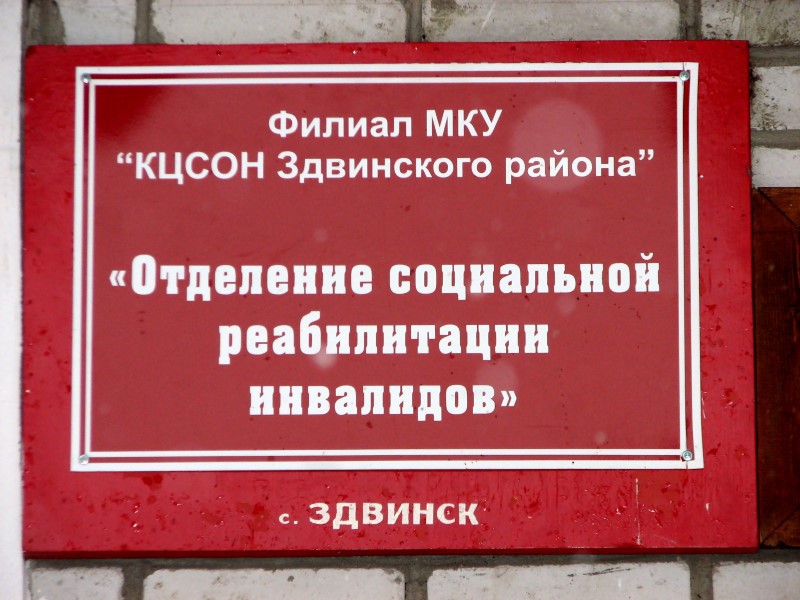 Филиал МКУ
“КЦСОН Здвинского района”
«Отделение социальной
реабилитации
инвалидов»
с. ЗДВИНСК